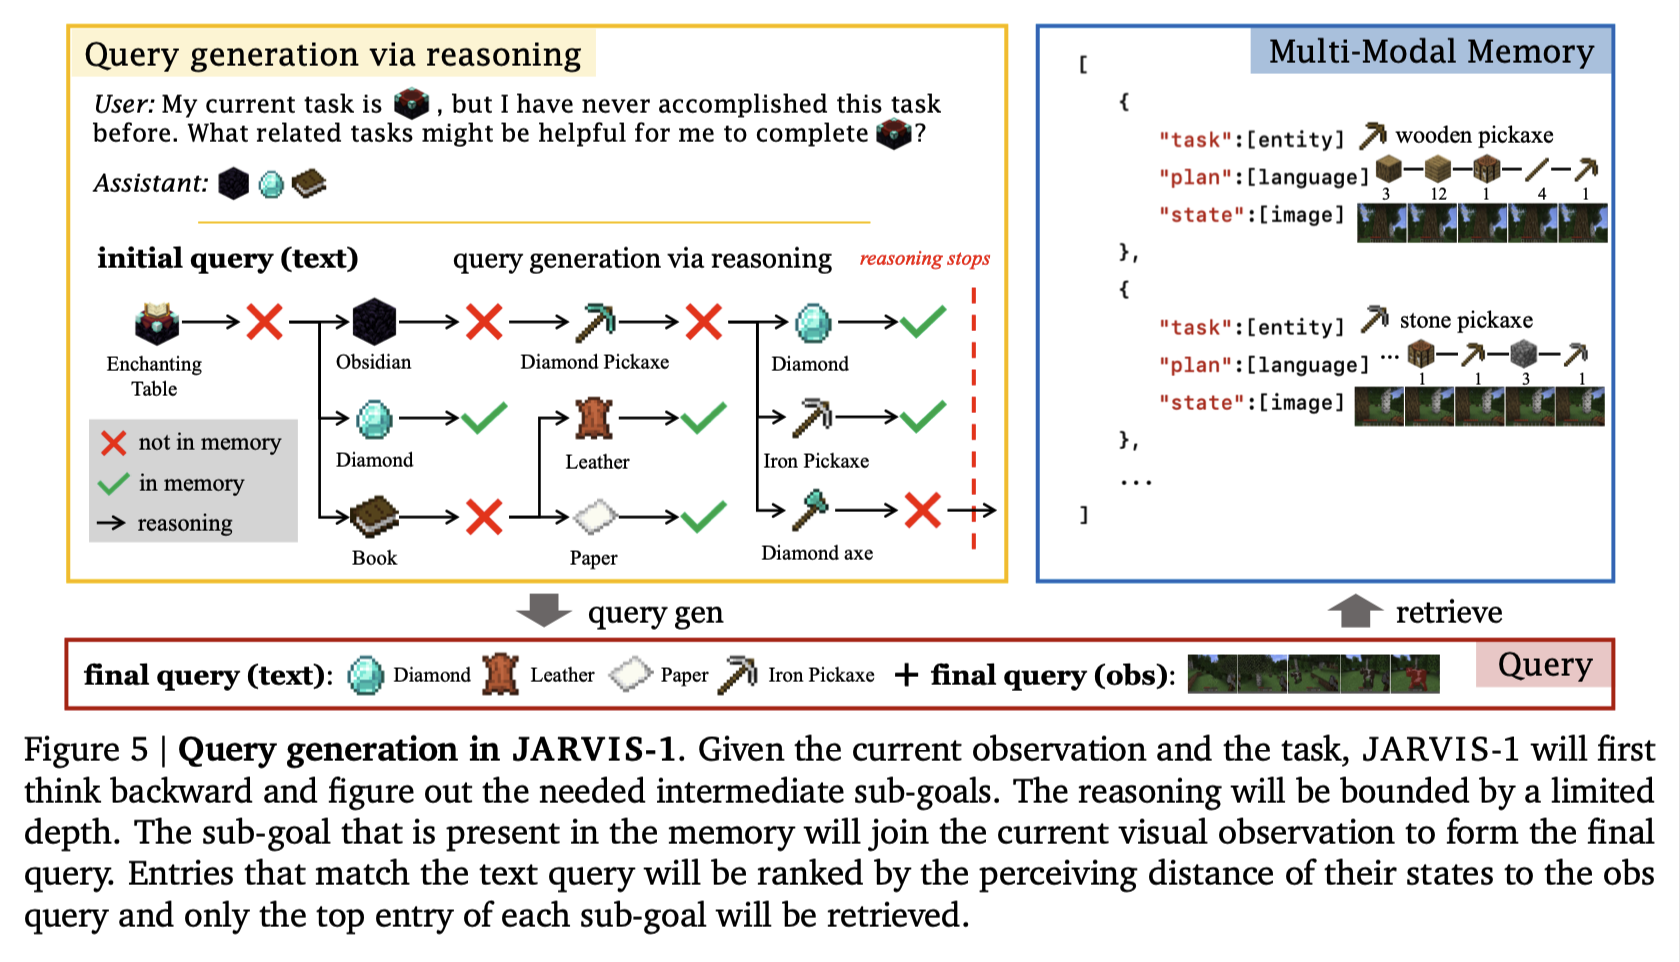 Query generation via reasoning
User: My current task is , but I have never accomplished this task
before. What related tasks might be helpful for me to complete ?
Assistant:
initial query (text)
query generation via reasoning
reasoning stops
Enchanting
Table
Obsidian
Diamond Pickaxe
Diamond
Diamond
Leather
Iron Pickaxe
Book
Paper
Diamond axe
not in memory
in memory
reasoning
Multi-Modal Memory
[
{
"task":[entity] wooden pickaxe
"plan":[language]
3 12 1 4 1
"state":[image]
},
{
"task":[entity] stone pickaxe
"plan":[language] ...
1 1 3 1
"state":[image]
},
...
]
query gen
retrieve
final query (text): Diamond Leather Paper Iron Pickaxe + final query (obs):
Query
Figure 5 | Query generation in JARVIS-1. Given the current observation and the task, JARVIS-1 will first
think backward and figure out the needed intermediate sub-goals. The reasoning will be bounded by a limited
depth. The sub-goal that is present in the memory will join the current visual observation to form the final
query. Entries that match the text query will be ranked by the perceiving distance of their states to the obs
query and only the top entry of each sub-goal will be retrieved.